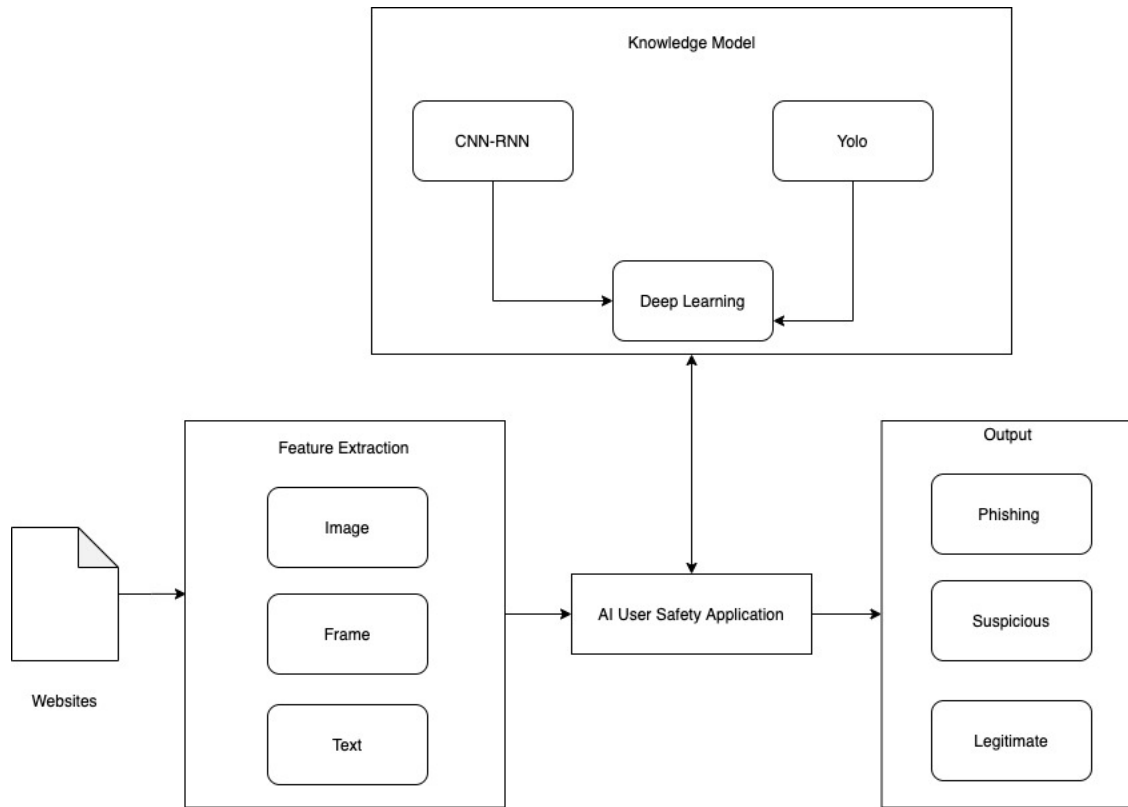 Knowledge Model
CNN-RNN
Yolo
Deep Learning
Feature Extraction
Image
Frame
Text
Websites
AI User Safety Application
Output
Phishing
Suspicious
Legitimate